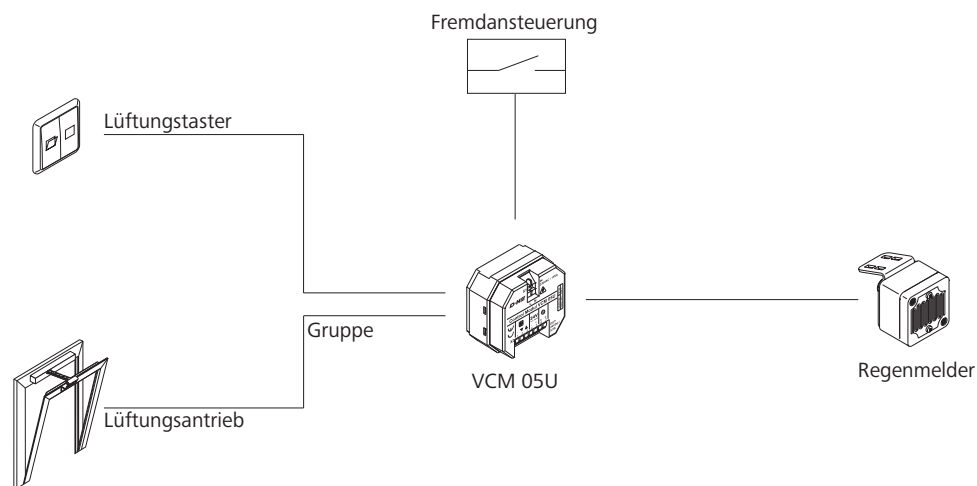 Fremdansteuerung
Lüftungstaster
Gruppe
VCM 05U
Regenmelder
Lüftungsantrieb